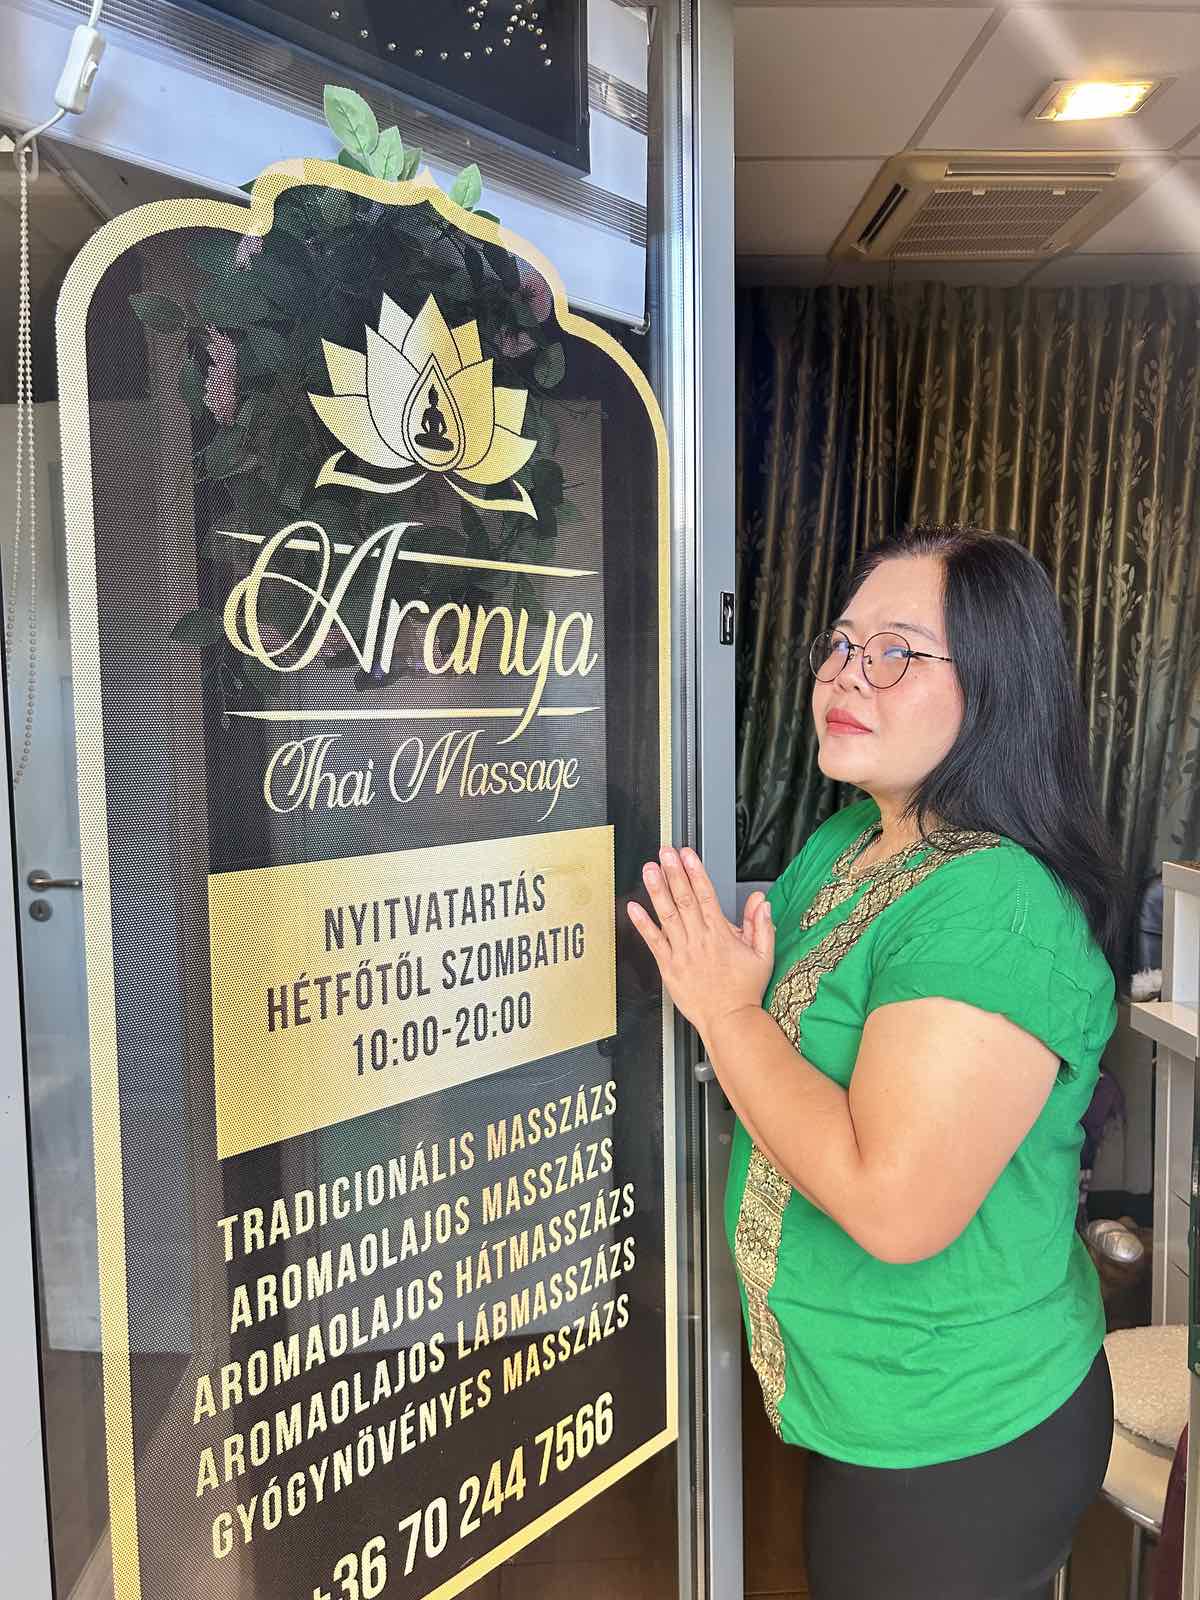 Aranya
Thai Massage
NYITVATARTÁS
HÉTFŐTŐL SZOMBATIG
10:00-20:00
TRADICIONÁLIS MASSZÁZS
AROMAOLAJOS MASSZÁZS
AROMAOLAJOS HÁTMASSZÁZS
AROMAOLAJOS LÁBMASSZÁZS
GYÓGYNÖVÉNYES MASSZÁZS
+36 70 244 7566